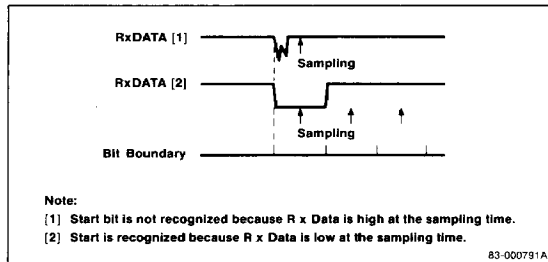 RxDATA [1]
Sampling
RxDATA [2]
Sampling
Bit Boundary
Note:
[1] Start bit is not recognized because R x Data is high at the sampling time.
[2] Start is recognized because R x Data is low at the sampling time.
83-000791A